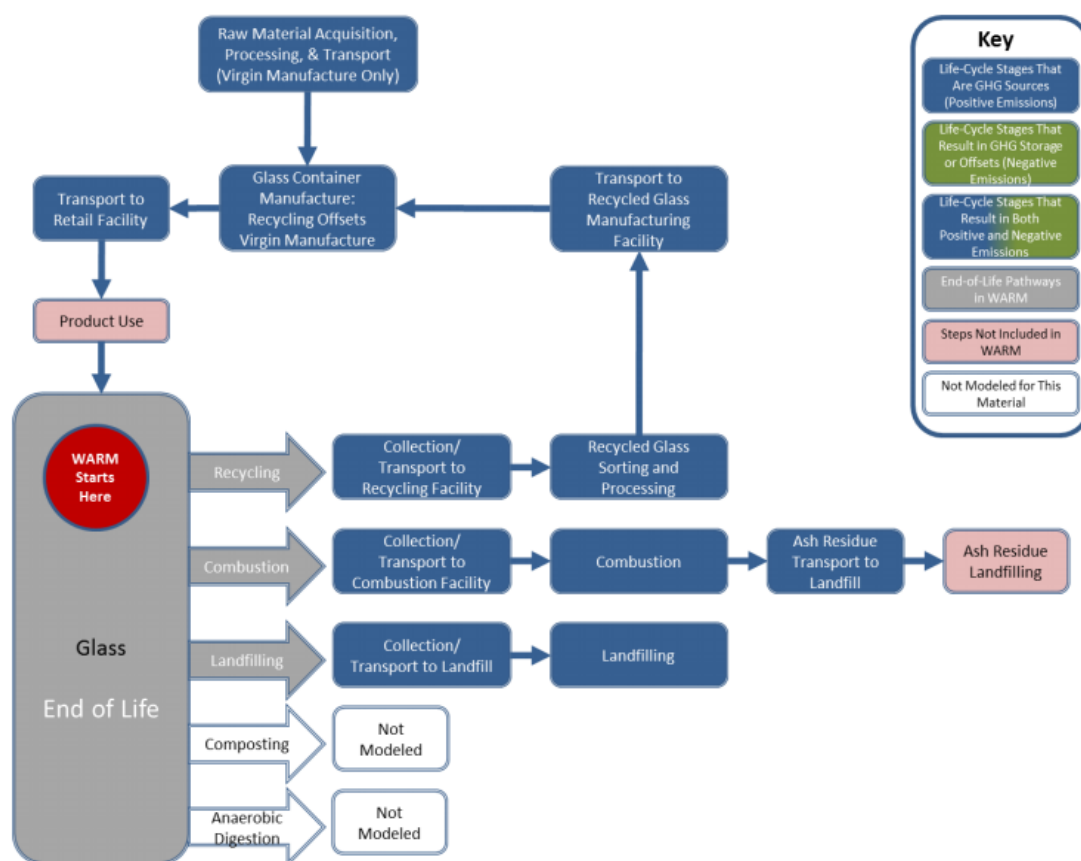 Raw Material Acquisition,
Processing, & Transport
(Virgin Manufacture Only)
Glass Container
Manufacture:
Recycling Offsets
Virgin Manufacture
Transport to
Recycled Glass
Manufacturing
Facility
Transport to
Retail Facility
Product Use
WARM
Starts
Here
Glass
End of Life
Recycling
Collection/
Transport to
Recycling Facility
Recycled Glass
Sorting and
Processing
Combustion
Collection/
Transport to
Combustion Facility
Combustion
Ash Residue
Transport to
Landfill
Ash Residue
Landfilling
Landfilling
Collection/
Transport to Landfill
Landfilling
Composting
Not
Modeled
Anaerobic
Digestion
Not
Modeled
Key
Life-Cycle Stages That
Are GHG Sources
(Positive Emissions)
Life-Cycle Stages That
Result in GHG Storage
or Offsets (Negative
Emissions)
Life-Cycle Stages That
Result in Both
Positive and Negative
Emissions
End-of-Life Pathways
in WARM
Steps Not Included in
WARM
Not Modeled for This
Material